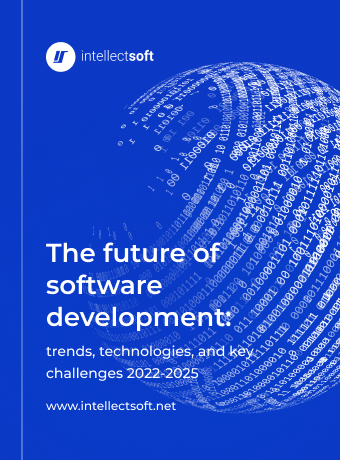 intellectsoft
The future of
software
development:
trends, technologies, and key
challenges 2022-2025
www.intellectsoft.net